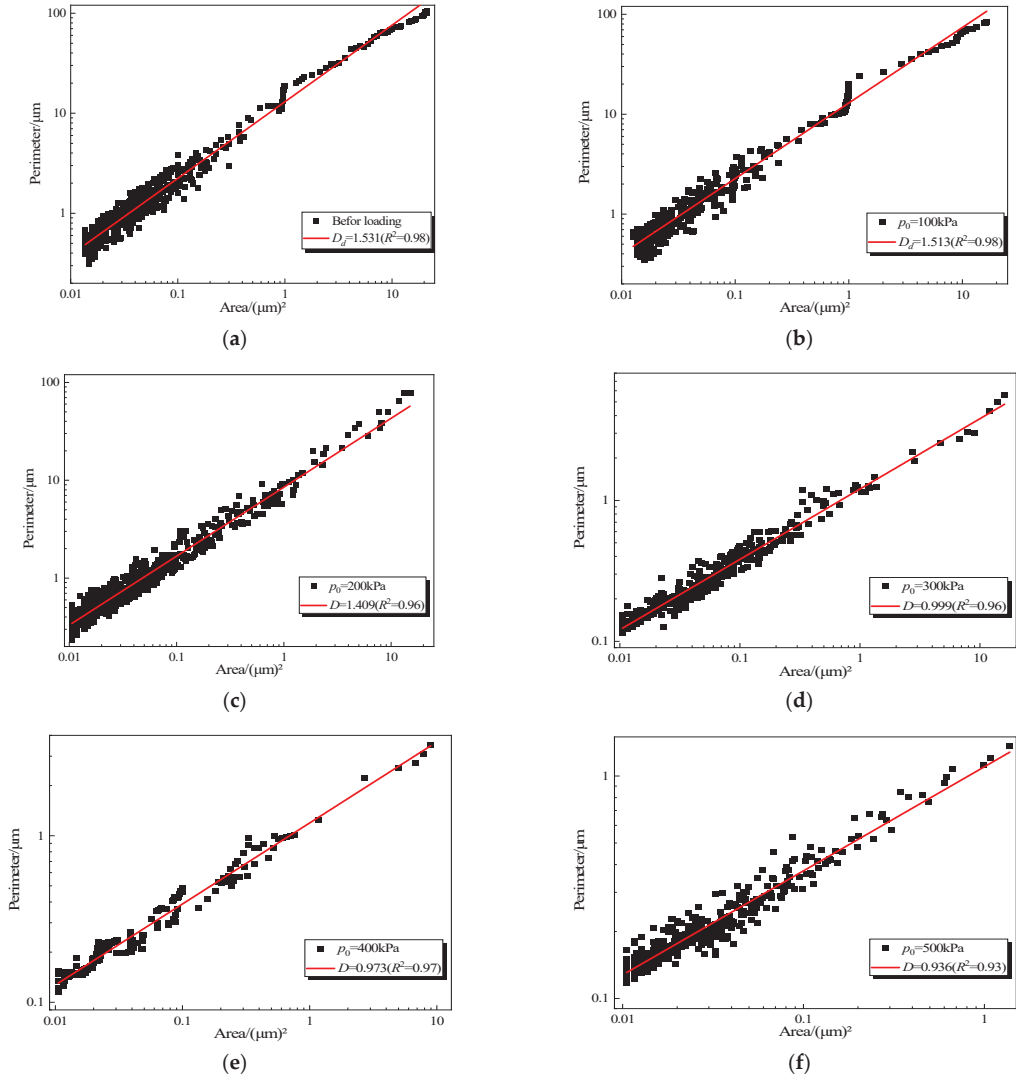 100
10
1
Perimeter/μm
Befor loading
D_d=1.531(R²=0.98)
0.01 0.1 1 10
Area/(μm)²
(a)
100
10
1
Perimeter/μm
p₀=100kPa
D_d=1.513(R²=0.98)
0.01 0.1 1 10
Area/(μm)²
(b)
100
10
1
Perimeter/μm
p₀=200kPa
D=1.409(R²=0.96)
0.01 0.1 1 10
Area/(μm)²
(c)
1
0.1
Perimeter/μm
p₀=300kPa
D=0.999(R²=0.96)
0.01 0.1 1 10
Area/(μm)²
(d)
1
0.1
Perimeter/μm
p₀=400kPa
D=0.973(R²=0.97)
0.01 0.1 1 10
Area/(μm)²
(e)
1
0.1
Perimeter/μm
p₀=500kPa
D=0.936(R²=0.93)
0.01 0.1 1
Area/(μm)²
(f)